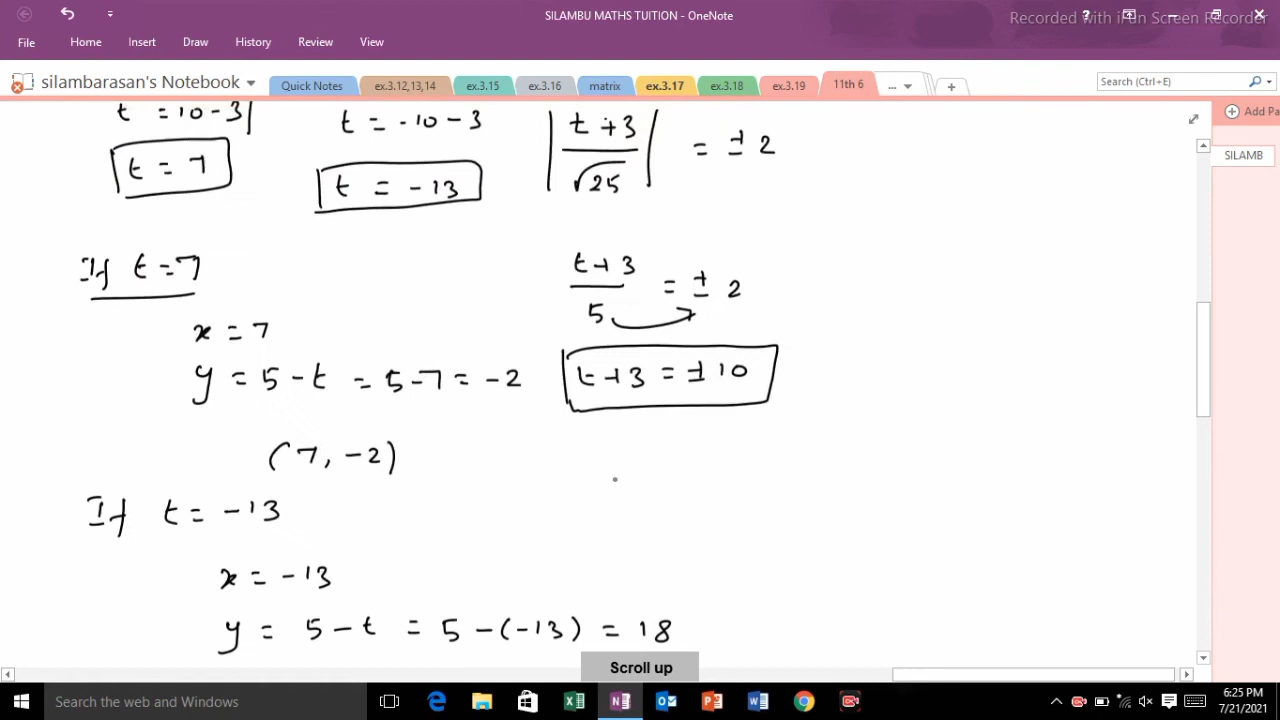 SILAMBU MATHS TUITION - OneNote
Recorded with iFun Screen Recorder
File Home Insert Draw History Review View
silambarasan's Notebook Quick Notes ex.3.12,13,14 ex.3.15 ex.3.16 matrix ex.3.17 ex.3.18 ex.3.19 11th 6 ... + Search (Ctrl+E)
Add Pa
SILAMB
t = 10 - 3 t = -10 - 3 | t + 3 / √25 | = ± 2
t = 7 t = -13
If t = 7 t + 3 / 5 = ± 2
x = 7
y = 5 - t = 5 - 7 = -2 t + 3 = ± 10
(7, -2)
If t = -13
x = -13
y = 5 - t = 5 - (-13) = 18
Scroll up
Search the web and Windows
6:25 PM
7/21/2021